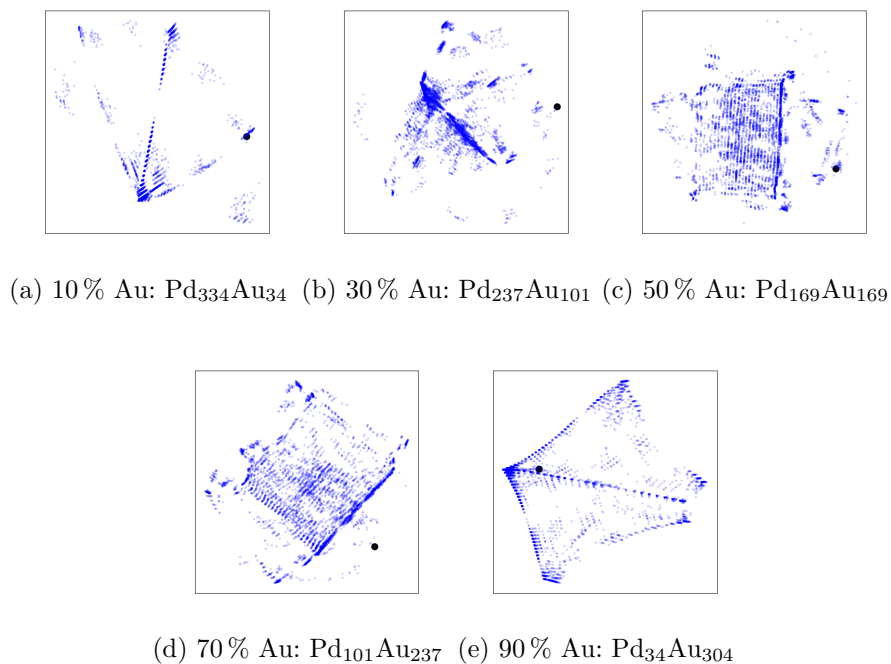 (a) 10 % Au: Pd₃₃₄Au₃₄ (b) 30 % Au: Pd₂₃₇Au₁₀₁ (c) 50 % Au: Pd₁₆₉Au₁₆₉
(d) 70 % Au: Pd₁₀₁Au₂₃₇ (e) 90 % Au: Pd₃₄Au₃₀₄